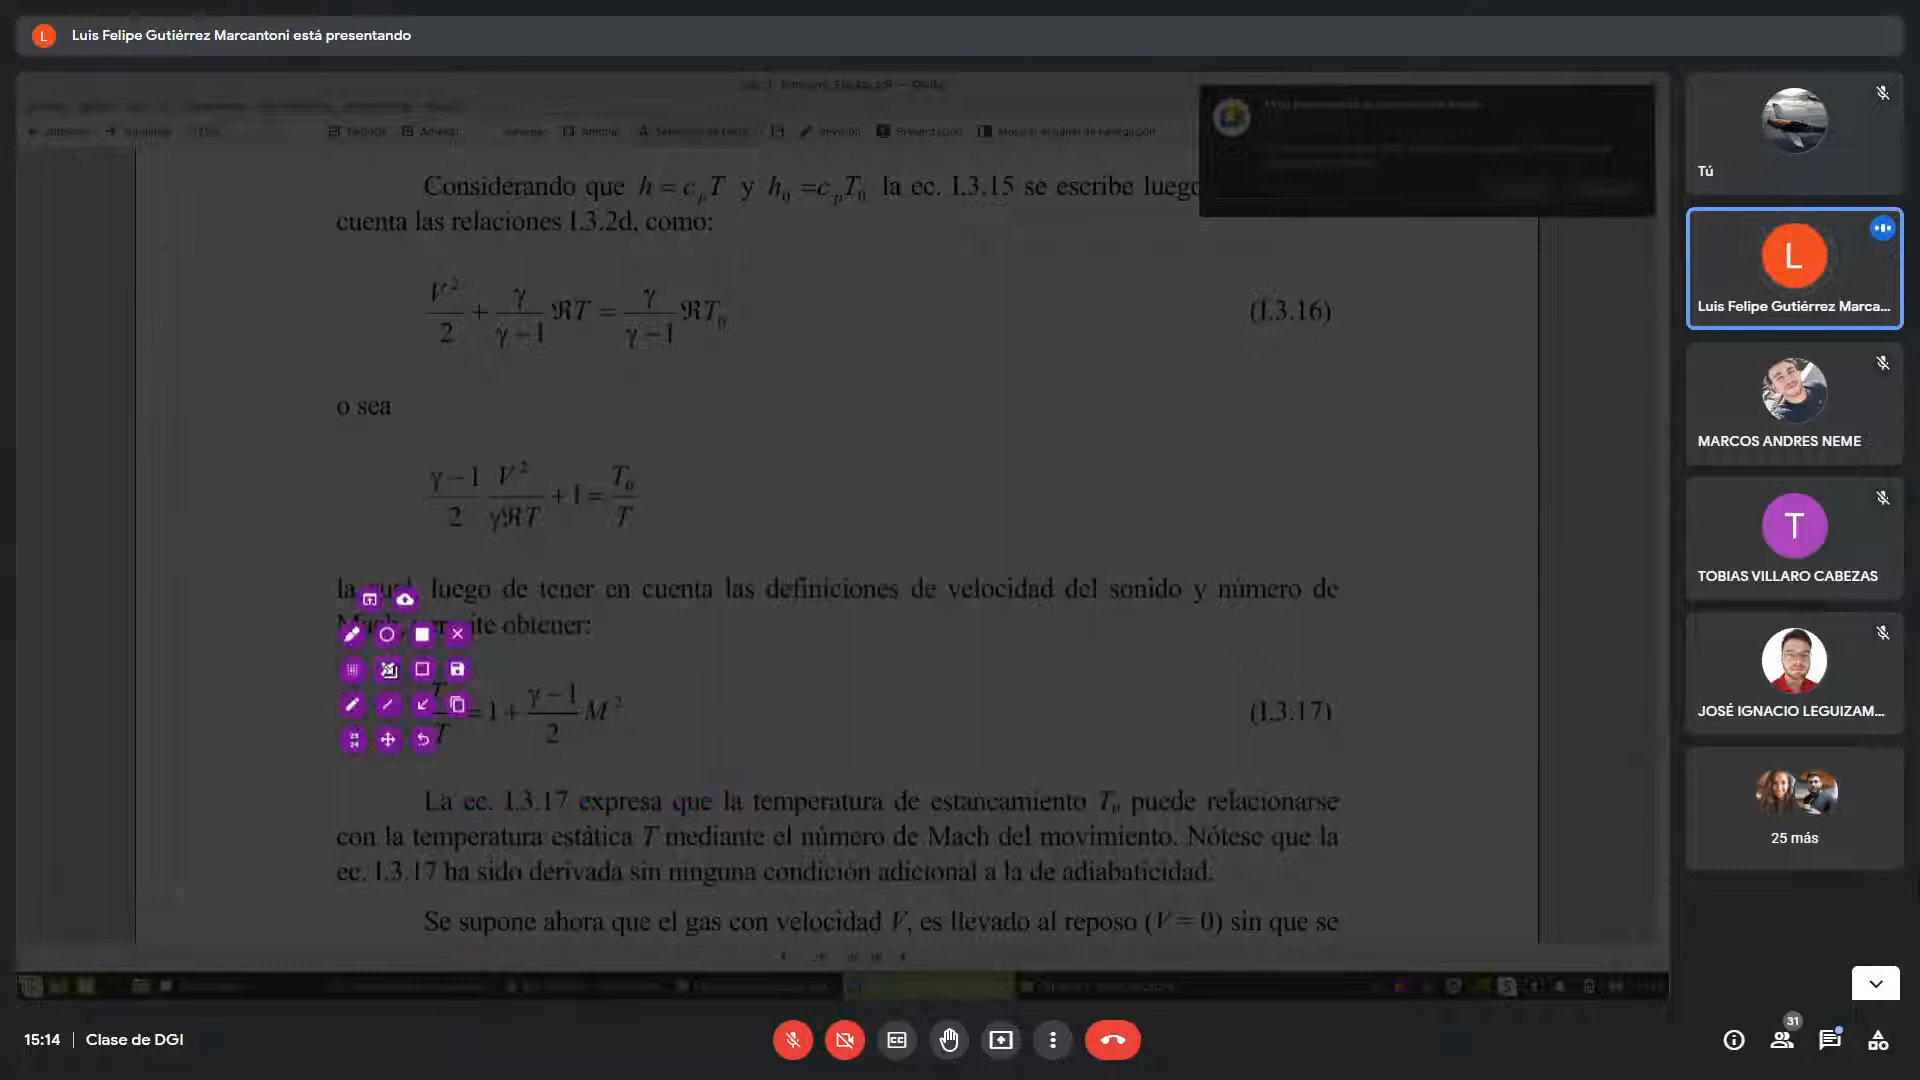 Luis Felipe Gutiérrez Marcantoni está presentando
Considerando que h = c_p T y h_0 = c_p T_0 la ec. I.3.15 se escribe luego
cuenta las relaciones I.3.2d, como:
V^2/2 + γ/(γ−1) ℜT = γ/(γ−1) ℜT_0 (I.3.16)
o sea
(γ−1)/2 V^2/(γℜT) + 1 = T_0/T
la luego de tener en cuenta las definiciones de velocidad del sonido y número de
obtener:
T = 1 + (γ−1)/2 M^2 (I.3.17)
La ec. I.3.17 expresa que la temperatura de estancamiento T_0 puede relacionarse
con la temperatura estática T mediante el número de Mach del movimiento. Nótese que la
ec. I.3.17 ha sido derivada sin ninguna condición adicional a la de adiabaticidad.
Se supone ahora que el gas con velocidad V, es llevado al reposo (V = 0) sin que se
Tú
L
Luis Felipe Gutiérrez Marca...
MARCOS ANDRES NEME
T
TOBIAS VILLARO CABEZAS
JOSÉ IGNACIO LEGUIZAM...
25 más
15:14 | Clase de DGI
31